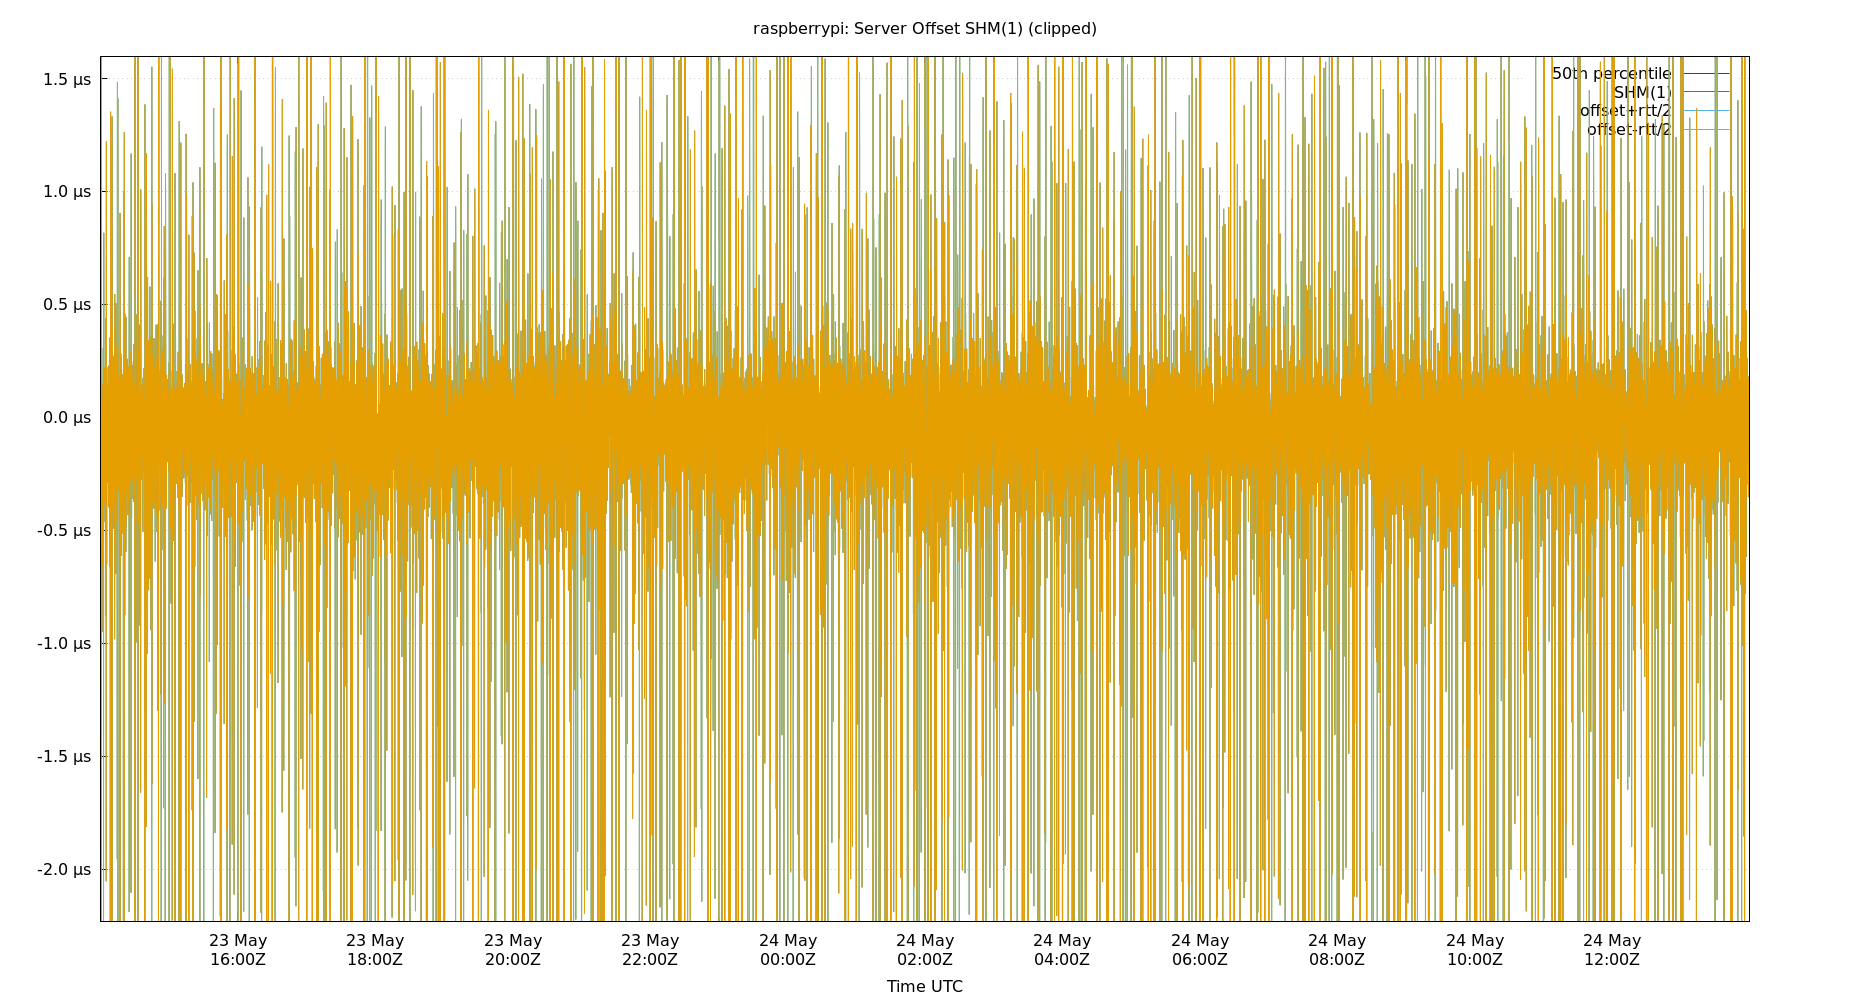 raspberrypi: Server Offset SHM(1) (clipped)
1.5 µs
1.0 µs
0.5 µs
0.0 µs
-0.5 µs
-1.0 µs
-1.5 µs
-2.0 µs
50th percentile
SHM(1)
offset+rtt/2
offset-rtt/2
23 May 23 May 23 May 23 May 24 May 24 May 24 May 24 May 24 May 24 May 24 May
16:00Z 18:00Z 20:00Z 22:00Z 00:00Z 02:00Z 04:00Z 06:00Z 08:00Z 10:00Z 12:00Z
Time UTC